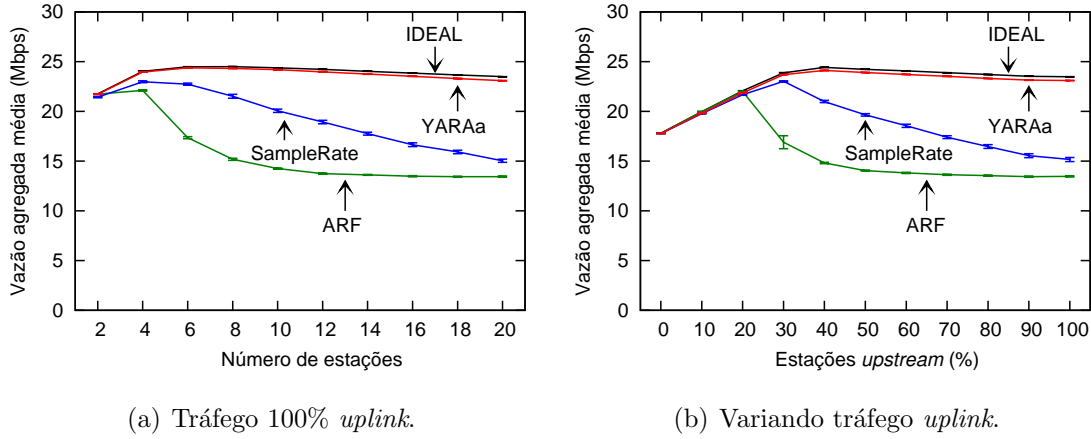 Vazão agregada média (Mbps)
30
25
20
15
10
5
0
IDEAL
YARAa
SampleRate
ARF
2 4 6 8 10 12 14 16 18 20
Número de estações
(a) Tráfego 100% uplink.
Vazão agregada média (Mbps)
30
25
20
15
10
5
0
IDEAL
YARAa
SampleRate
ARF
0 10 20 30 40 50 60 70 80 90 100
Estações upstream (%)
(b) Variando tráfego uplink.